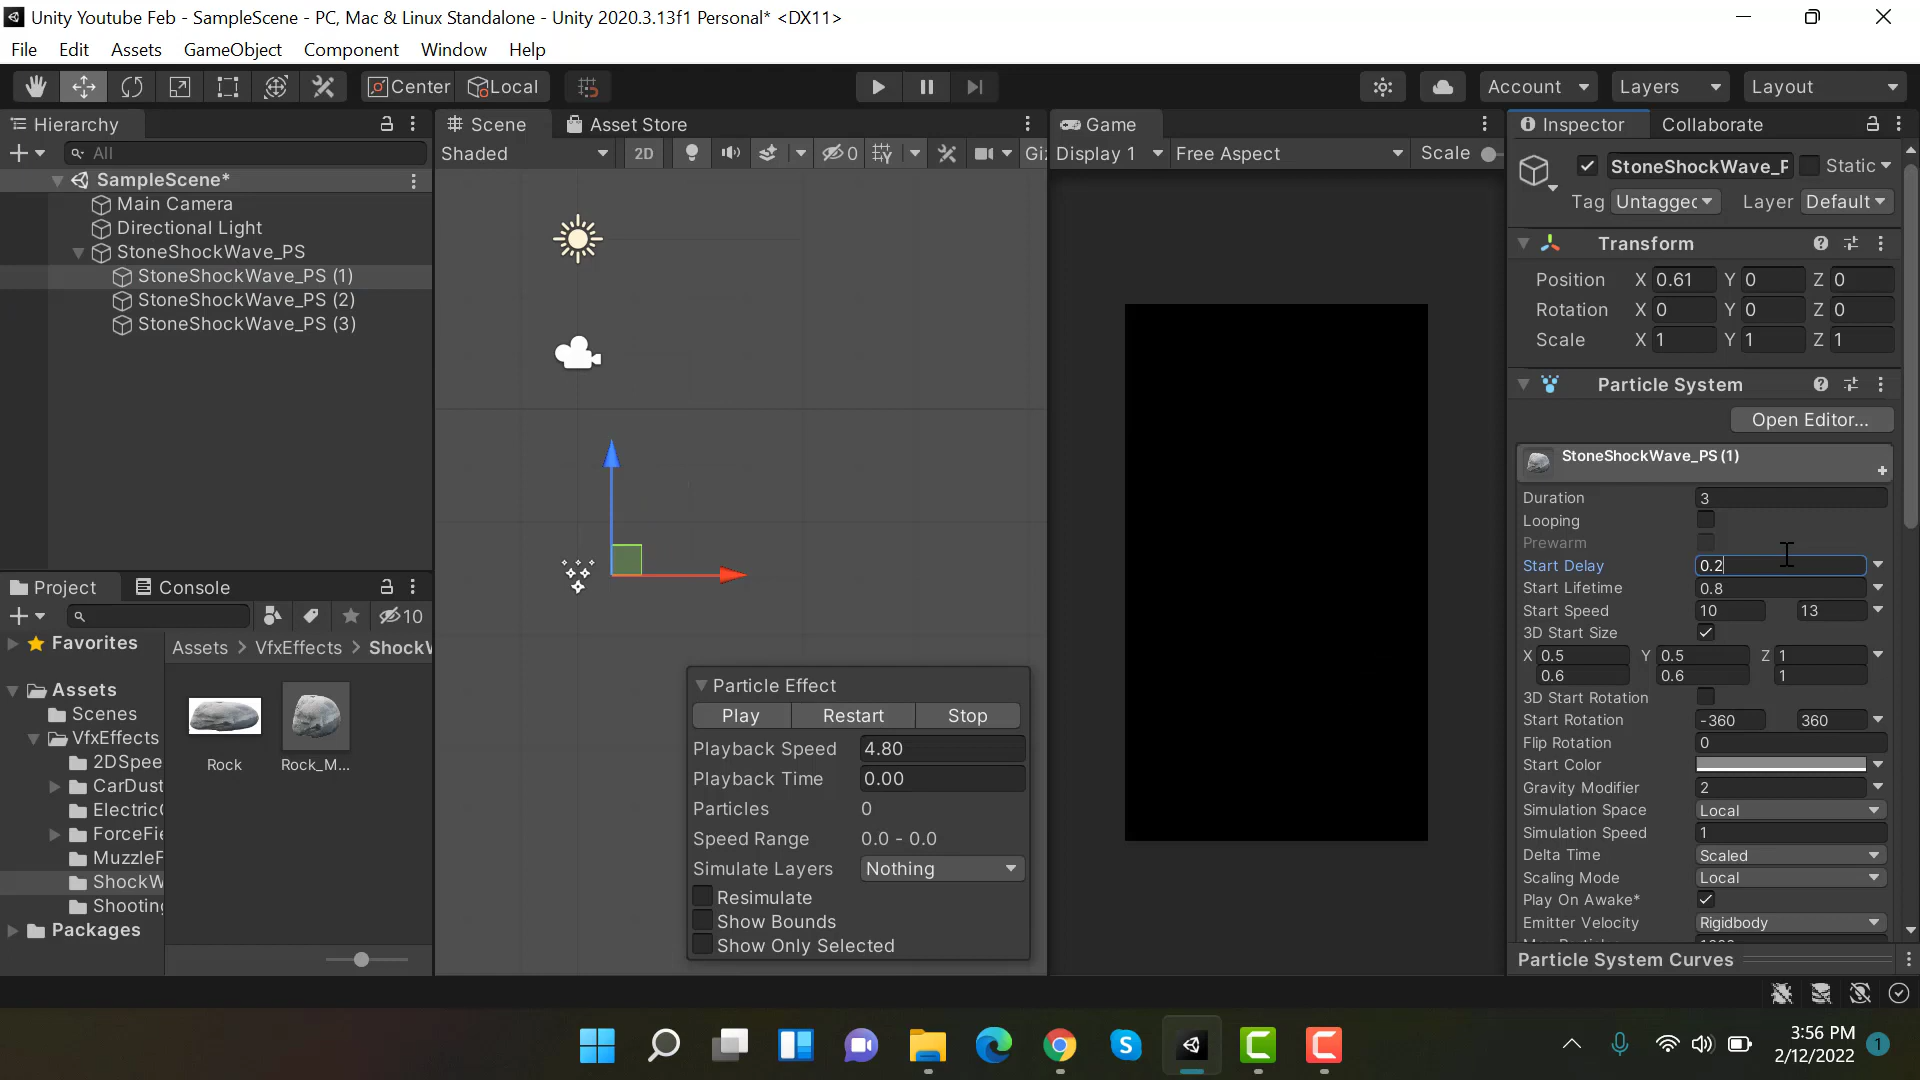 Unity Youtube Feb - SampleScene - PC, Mac & Linux Standalone - Unity 2020.3.13f1 Personal* <DX11>
File Edit Assets GameObject Component Window Help
Center Local Account Layers Layout
Hierarchy
All
SampleScene*
Main Camera
Directional Light
StoneShockWave_PS
StoneShockWave_PS (1)
StoneShockWave_PS (2)
StoneShockWave_PS (3)
Scene Asset Store
Shaded 2D 0 Gi
Game
Display 1 Free Aspect Scale
Particle Effect
Play Restart Stop
Playback Speed 4.80
Playback Time 0.00
Particles 0
Speed Range 0.0 - 0.0
Simulate Layers Nothing
Resimulate
Show Bounds
Show Only Selected
Project Console
10
Favorites
Assets
Scenes
VfxEffects
2DSpee
CarDust
Electric
ForceFie
MuzzleF
ShockW
Shooting
Packages
Assets > VfxEffects > ShockW
Rock Rock_M...
Inspector Collaborate
StoneShockWave_P Static
Tag Untagged Layer Default
Transform
Position X 0.61 Y 0 Z 0
Rotation X 0 Y 0 Z 0
Scale X 1 Y 1 Z 1
Particle System
Open Editor...
StoneShockWave_PS (1)
Duration 3
Looping
Prewarm
Start Delay 0.2
Start Lifetime 0.8
Start Speed 10 13
3D Start Size
X 0.5 Y 0.5 Z 1
0.6 0.6 1
3D Start Rotation
Start Rotation -360 360
Flip Rotation 0
Start Color
Gravity Modifier 2
Simulation Space Local
Simulation Speed 1
Delta Time Scaled
Scaling Mode Local
Play On Awake*
Emitter Velocity Rigidbody
Particle System Curves
3:56 PM
2/12/2022
1